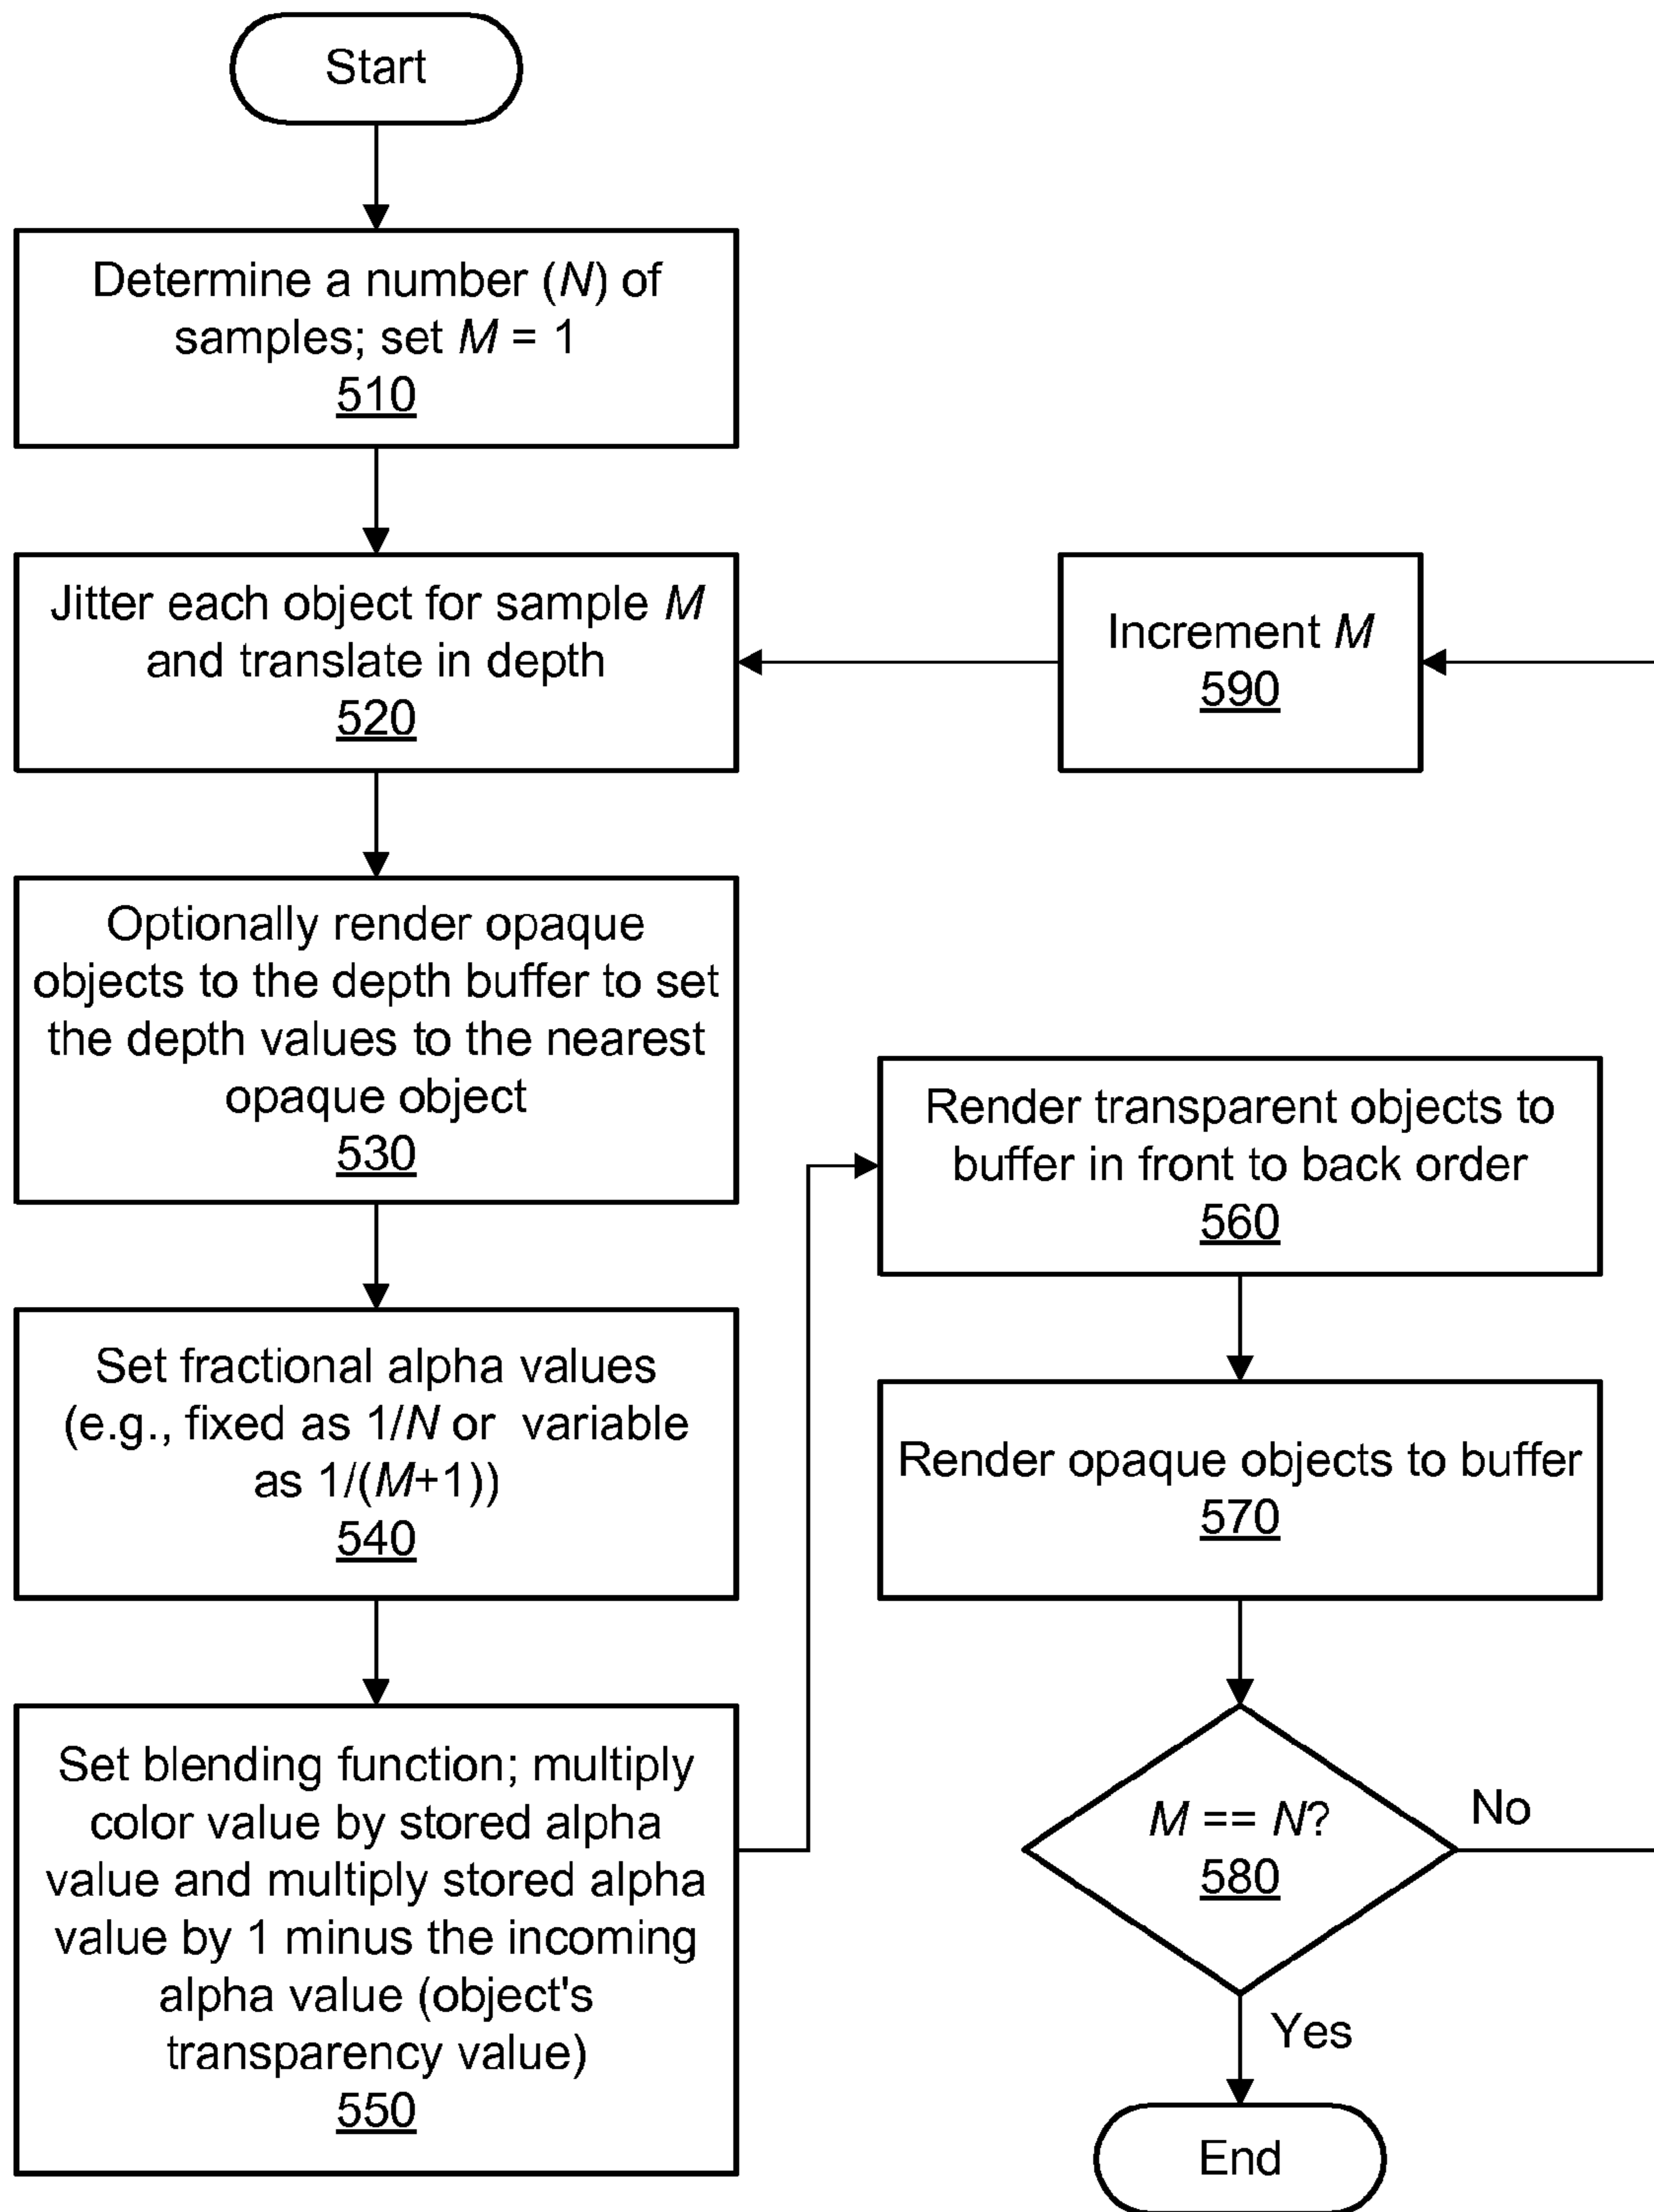 Start
Determine a number (N) of
samples; set M = 1
510
Jitter each object for sample M
and translate in depth
520
Increment M
590
Optionally render opaque
objects to the depth buffer to set
the depth values to the nearest
opaque object
530
Set fractional alpha values
(e.g., fixed as 1/N or variable
as 1/(M+1))
540
Set blending function; multiply
color value by stored alpha
value and multiply stored alpha
value by 1 minus the incoming
alpha value (object's
transparency value)
550
Render transparent objects to
buffer in front to back order
560
Render opaque objects to buffer
570
M == N?
580
No
Yes
End